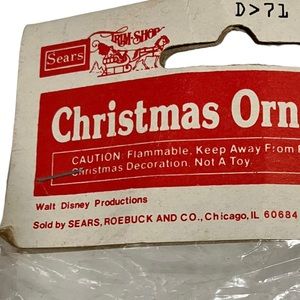 D>71
TRIM-SHOP
Sears
Christmas Orn
CAUTION: Flammable, Keep Away From
Christmas Decoration, Not A Toy.
Walt Disney Productions
Sold by SEARS, ROEBUCK AND CO., Chicago, IL 60684